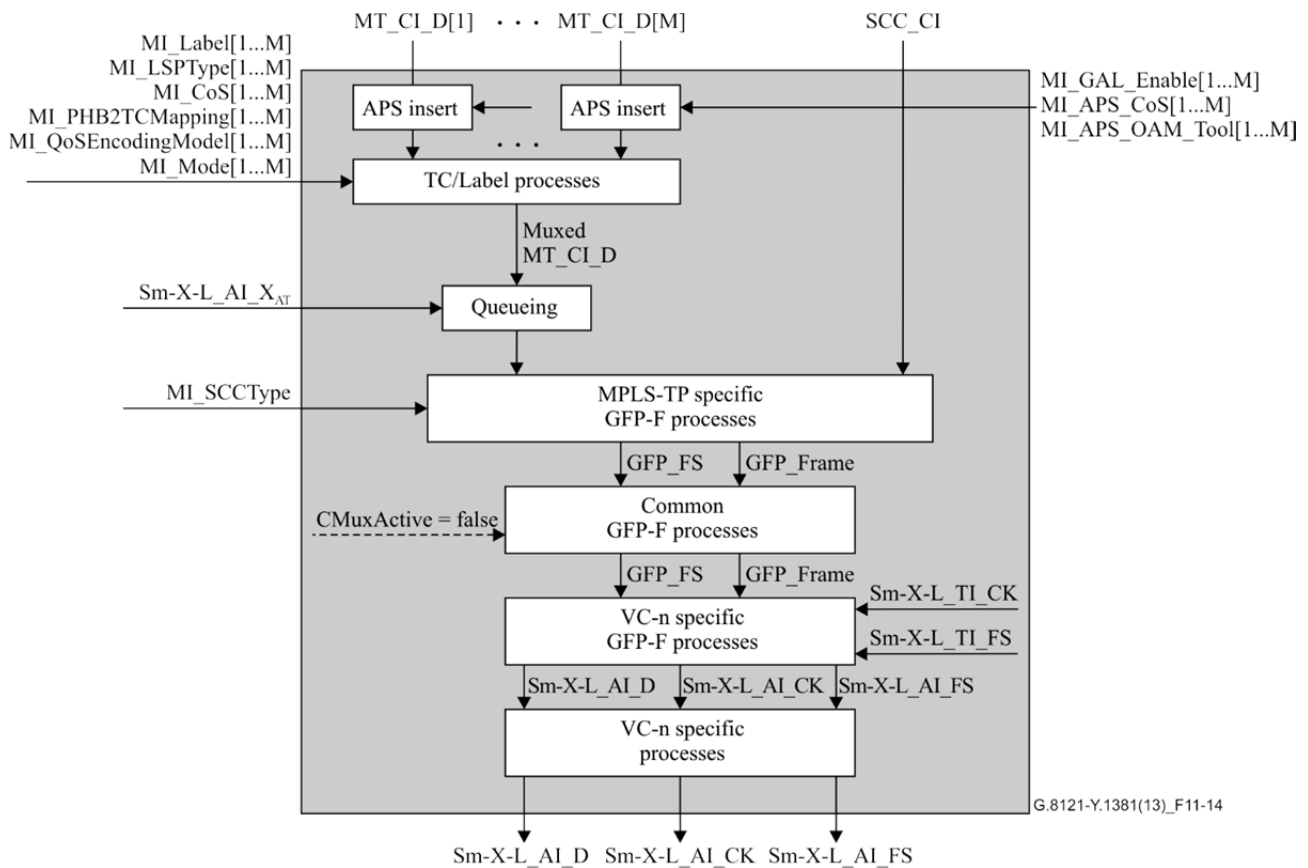 MT_CI_D[1] · · · MT_CI_D[M] SCC_CI
MI_Label[1...M]
MI_LSPType[1...M]
MI_CoS[1...M]
MI_PHB2TCMapping[1...M]
MI_QoSEncodingModel[1...M]
MI_Mode[1...M]
MI_GAL_Enable[1...M]
MI_APS_CoS[1...M]
MI_APS_OAM_Tool[1...M]
APS insert APS insert
· · ·
TC/Label processes
Muxed
MT_CI_D
Sm-X-L_AI_XAT
Queueing
MI_SCCType
MPLS-TP specific
GFP-F processes
GFP_FS GFP_Frame
CMuxActive = false
Common
GFP-F processes
GFP_FS GFP_Frame
Sm-X-L_TI_CK
VC-n specific
GFP-F processes
Sm-X-L_TI_FS
Sm-X-L_AI_D Sm-X-L_AI_CK Sm-X-L_AI_FS
VC-n specific
processes
G.8121-Y.1381(13)_F11-14
Sm-X-L_AI_D Sm-X-L_AI_CK Sm-X-L_AI_FS